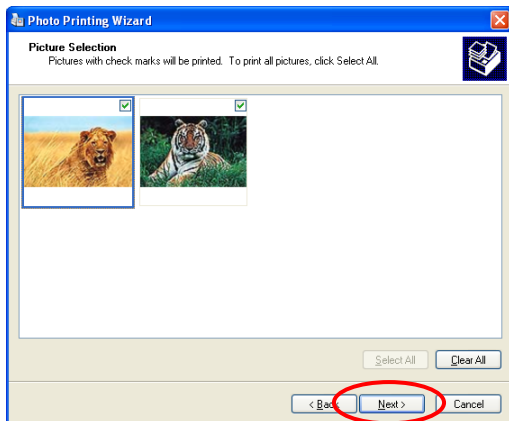 Photo Printing Wizard
Picture Selection
Pictures with check marks will be printed. To print all pictures, click Select All.
Select All
Clear All
< Back
Next >
Cancel